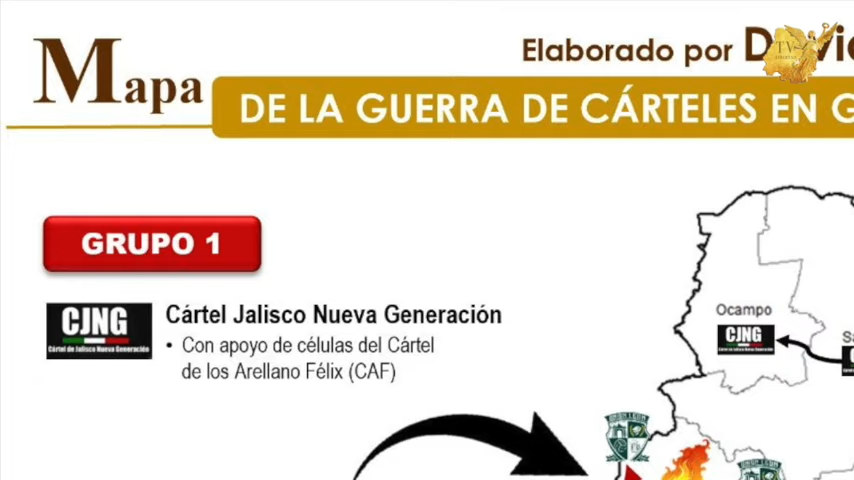 Elaborado por
Mapa
DE LA GUERRA DE CÁRTELES EN G
GRUPO 1
CJNG
Cártel de Jalisco Nueva Generación
Cártel Jalisco Nueva Generación
• Con apoyo de células del Cártel
de los Arellano Félix (CAF)
Ocampo
CJNG
TV